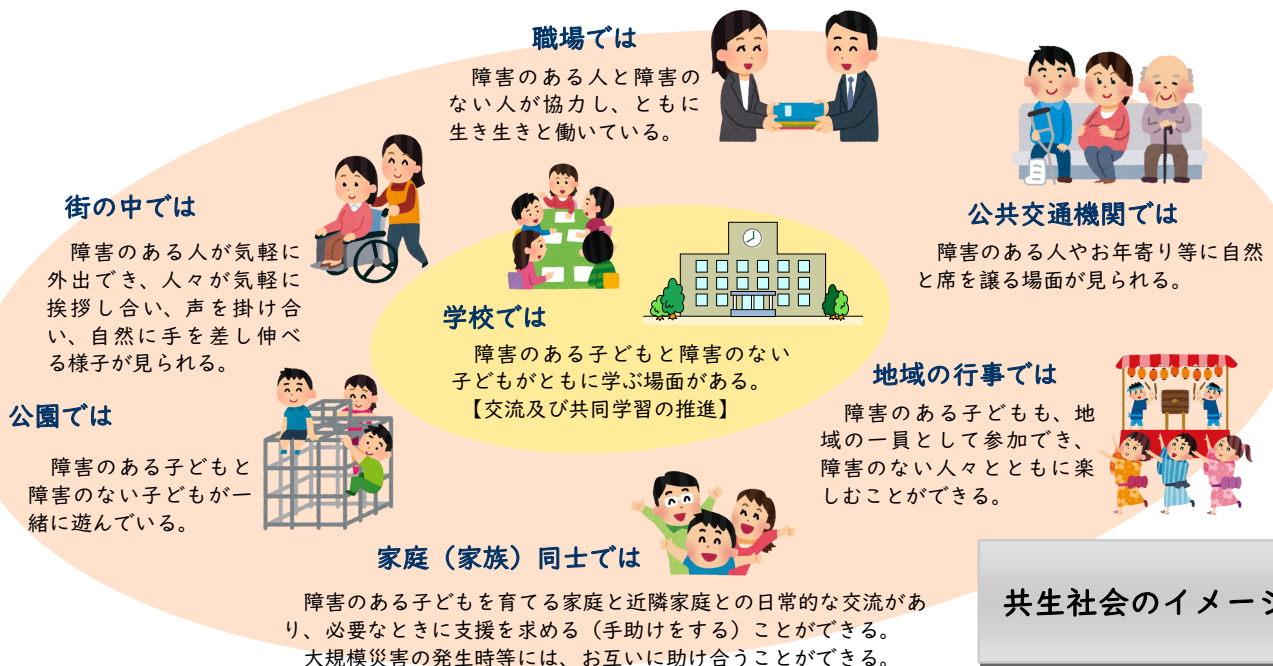 職場では
障害のある人と障害の
ない人が協力し、ともに
生き生きと働いている。
街の中では
障害のある人が気軽に
外出でき、人々が気軽に
挨拶し合い、声を掛け合
い、自然に手を差し伸べ
る様子が見られる。
公共交通機関では
障害のある人やお年寄り等に自然
と席を譲る場面が見られる。
学校では
障害のある子どもと障害のない
子どもがともに学ぶ場面がある。
【交流及び共同学習の推進】
公園では
障害のある子どもと
障害のない子どもが一
緒に遊んでいる。
地域の行事では
障害のある子どもも、地
域の一員として参加でき、
障害のない人々とともに楽
しむことができる。
家庭（家族）同士では
障害のある子どもを育てる家庭と近隣家庭との日常的な交流があ
り、必要なときに支援を求める（手助けをする）ことができる。
大規模災害の発生時等には、お互いに助け合うことができる。
共生社会のイメージ